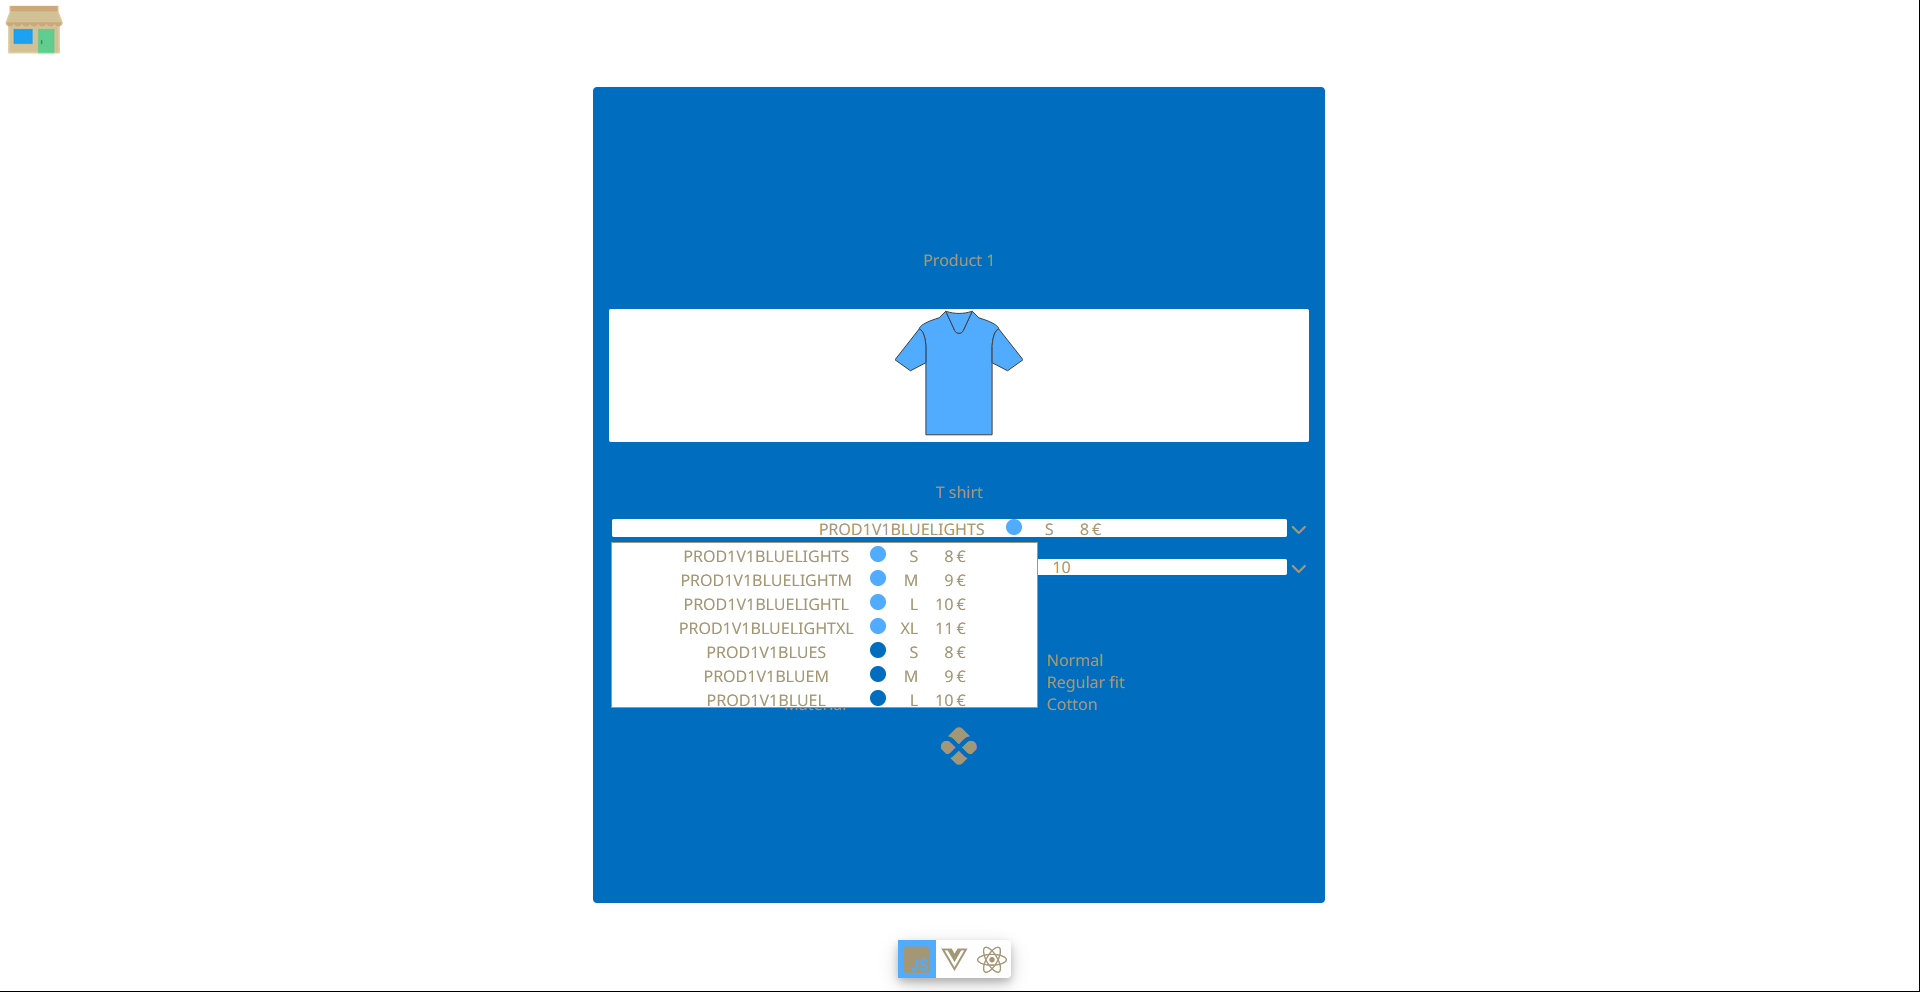 Product 1
T shirt
PROD1V1BLUELIGHTS S 8 €
PROD1V1BLUELIGHTS S 8 €
10
PROD1V1BLUELIGHTM M 9 €
PROD1V1BLUELIGHTL L 10 €
PROD1V1BLUELIGHTXL XL 11 €
PROD1V1BLUES S 8 €
Normal
PROD1V1BLUEM M 9 €
Regular fit
PROD1V1BLUEL L 10 €
Material Cotton
JS